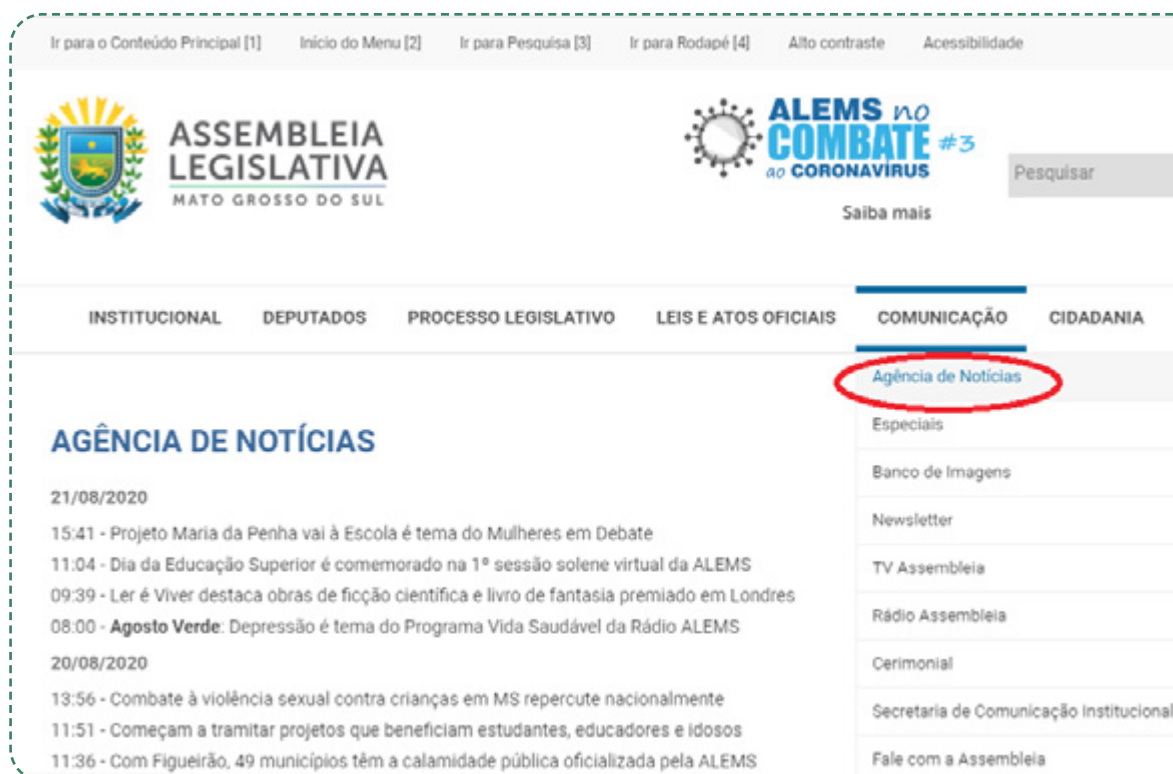 Ir para o Conteúdo Principal [1] Início do Menu [2] Ir para Pesquisa [3] Ir para Rodapé [4] Alto contraste Acessibilidade
ASSEMBLEIA
LEGISLATIVA
MATO GROSSO DO SUL
ALEMS no
COMBATE #3
ao CORONAVÍRUS
Saiba mais
Pesquisar
INSTITUCIONAL DEPUTADOS PROCESSO LEGISLATIVO LEIS E ATOS OFICIAIS COMUNICAÇÃO CIDADANIA
Agência de Notícias
Especiais
Banco de Imagens
Newsletter
TV Assembleia
Rádio Assembleia
Cerimonial
Secretaria de Comunicação Institucional
Fale com a Assembleia
AGÊNCIA DE NOTÍCIAS
21/08/2020
15:41 - Projeto Maria da Penha vai à Escola é tema do Mulheres em Debate
11:04 - Dia da Educação Superior é comemorado na 1ª sessão solene virtual da ALEMS
09:39 - Ler é Viver destaca obras de ficção científica e livro de fantasia premiado em Londres
08:00 - Agosto Verde: Depressão é tema do Programa Vida Saudável da Rádio ALEMS
20/08/2020
13:56 - Combate à violência sexual contra crianças em MS repercute nacionalmente
11:51 - Começam a tramitar projetos que beneficiam estudantes, educadores e idosos
11:36 - Com Figueirão, 49 municípios têm a calamidade pública oficializada pela ALEMS